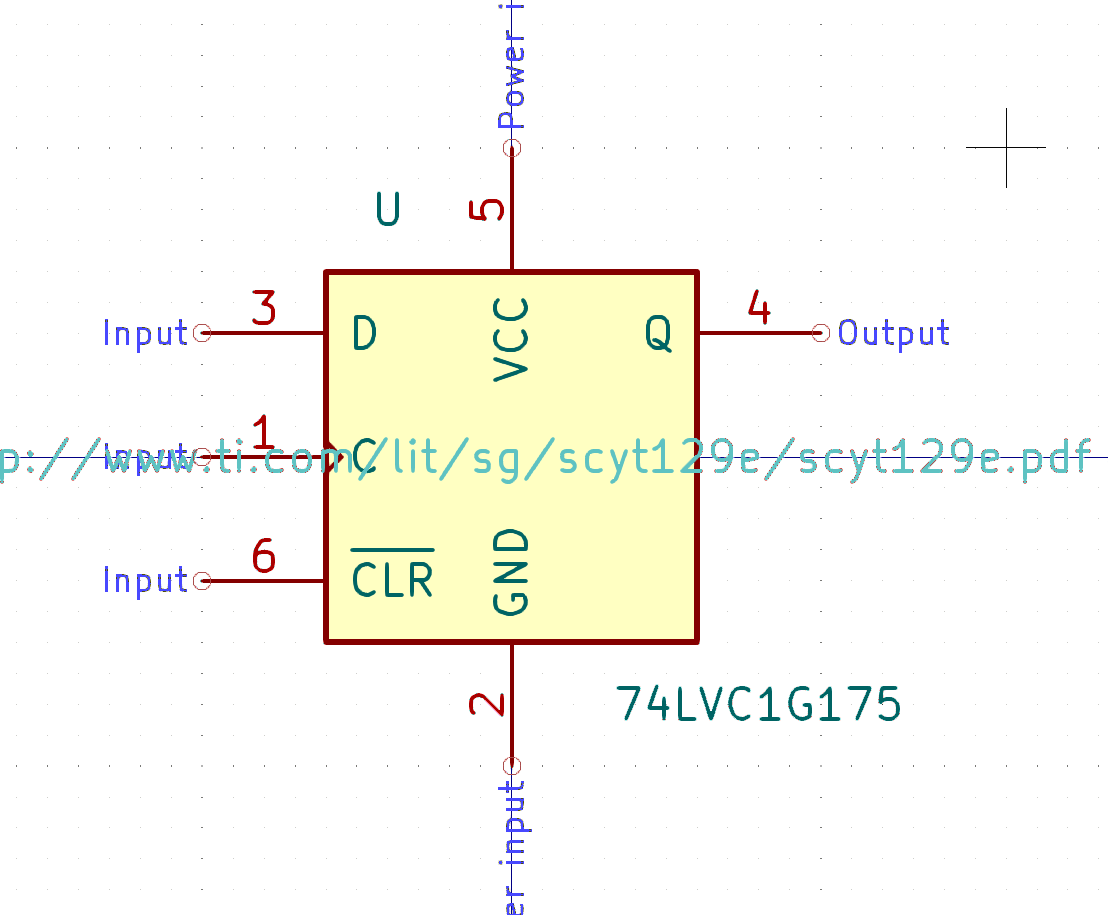 Power i
U
5
3
4
Input
D
VCC
Q
Output
1
Input
C
p://www.ti.com/lit/sg/scyt129e/scyt129e.pdf
6
Input
CLR
GND
2
74LVC1G175
er input